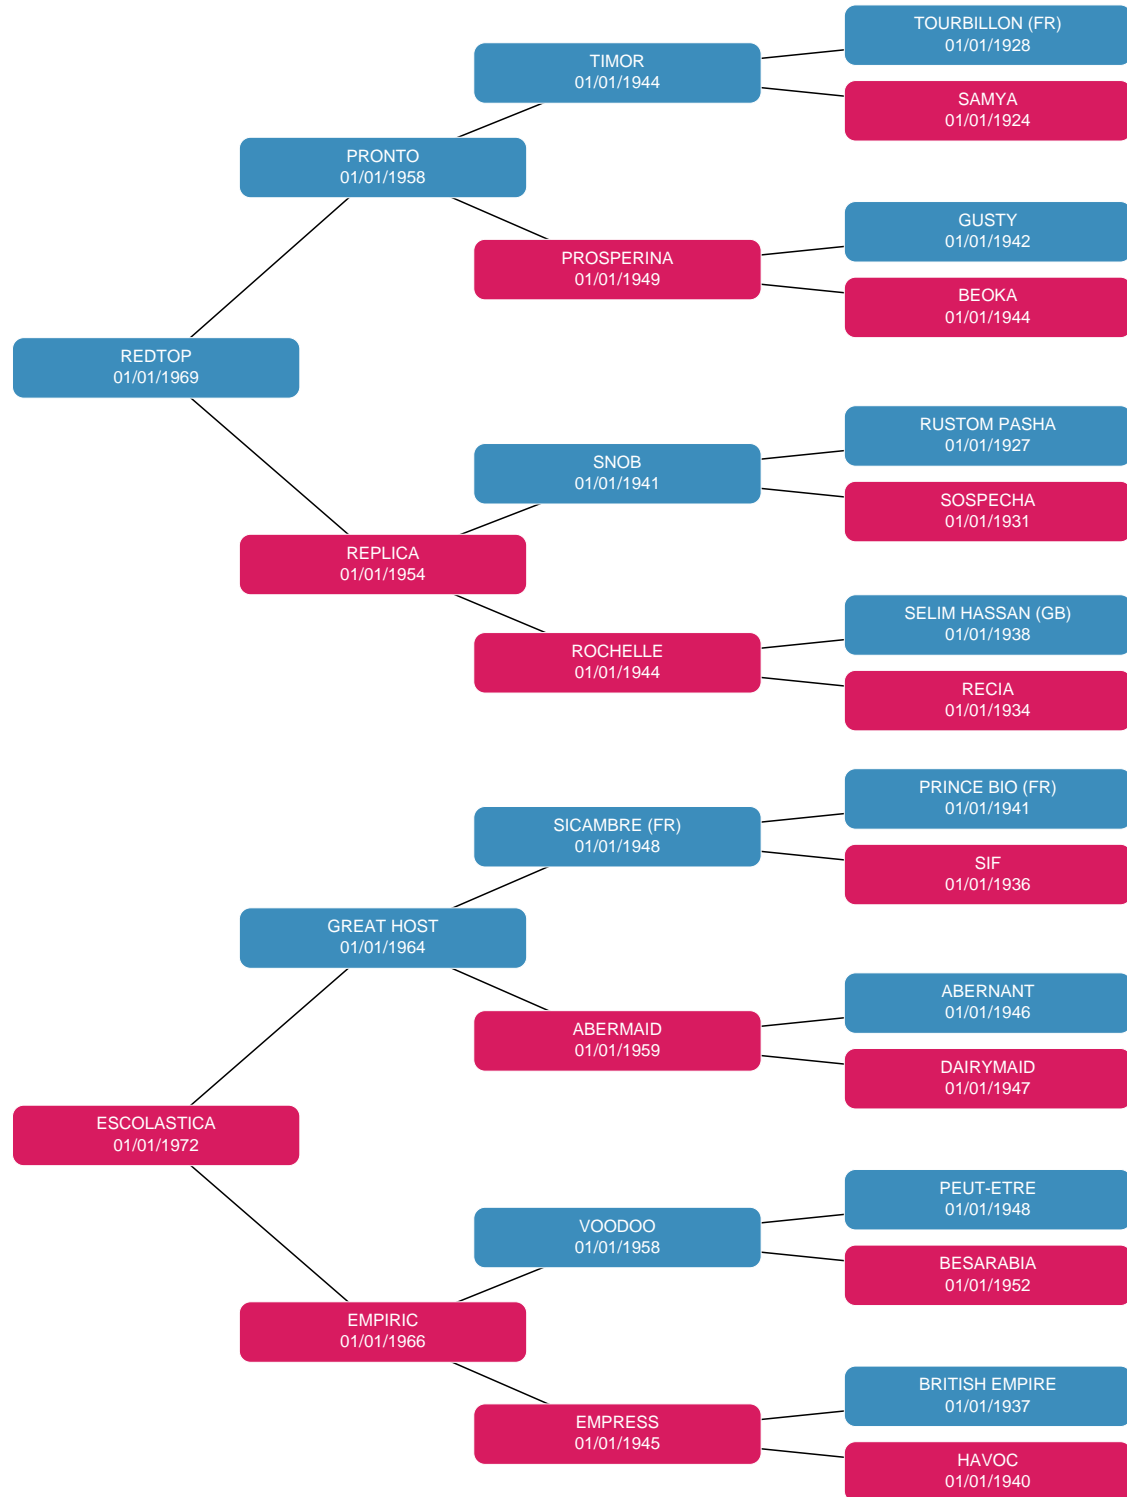 TOURBILLON (FR)
01/01/1928
TIMOR
01/01/1944
SAMYA
01/01/1924
PRONTO
01/01/1958
GUSTY
01/01/1942
PROSPERINA
01/01/1949
BEOKA
01/01/1944
REDTOP
01/01/1969
RUSTOM PASHA
01/01/1927
SNOB
01/01/1941
SOSPECHA
01/01/1931
REPLICA
01/01/1954
SELIM HASSAN (GB)
01/01/1938
ROCHELLE
01/01/1944
RECIA
01/01/1934
PRINCE BIO (FR)
01/01/1941
SICAMBRE (FR)
01/01/1948
SIF
01/01/1936
GREAT HOST
01/01/1964
ABERNANT
01/01/1946
ABERMAID
01/01/1959
DAIRYMAID
01/01/1947
ESCOLASTICA
01/01/1972
PEUT-ETRE
01/01/1948
VOODOO
01/01/1958
BESARABIA
01/01/1952
EMPIRIC
01/01/1966
BRITISH EMPIRE
01/01/1937
EMPRESS
01/01/1945
HAVOC
01/01/1940